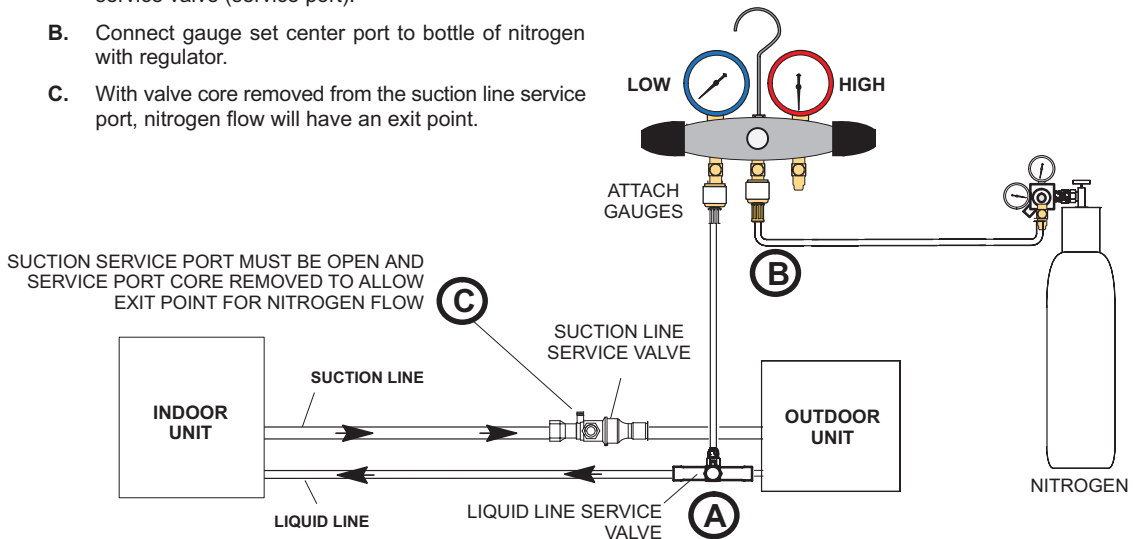 service valve (service port).
B. Connect gauge set center port to bottle of nitrogen
with regulator.
C. With valve core removed from the suction line service
port, nitrogen flow will have an exit point.
LOW
HIGH
ATTACH
GAUGES
B
SUCTION SERVICE PORT MUST BE OPEN AND
SERVICE PORT CORE REMOVED TO ALLOW
EXIT POINT FOR NITROGEN FLOW
C
SUCTION LINE
SERVICE VALVE
SUCTION LINE
INDOOR
UNIT
OUTDOOR
UNIT
NITROGEN
LIQUID LINE
LIQUID LINE SERVICE
VALVE
A